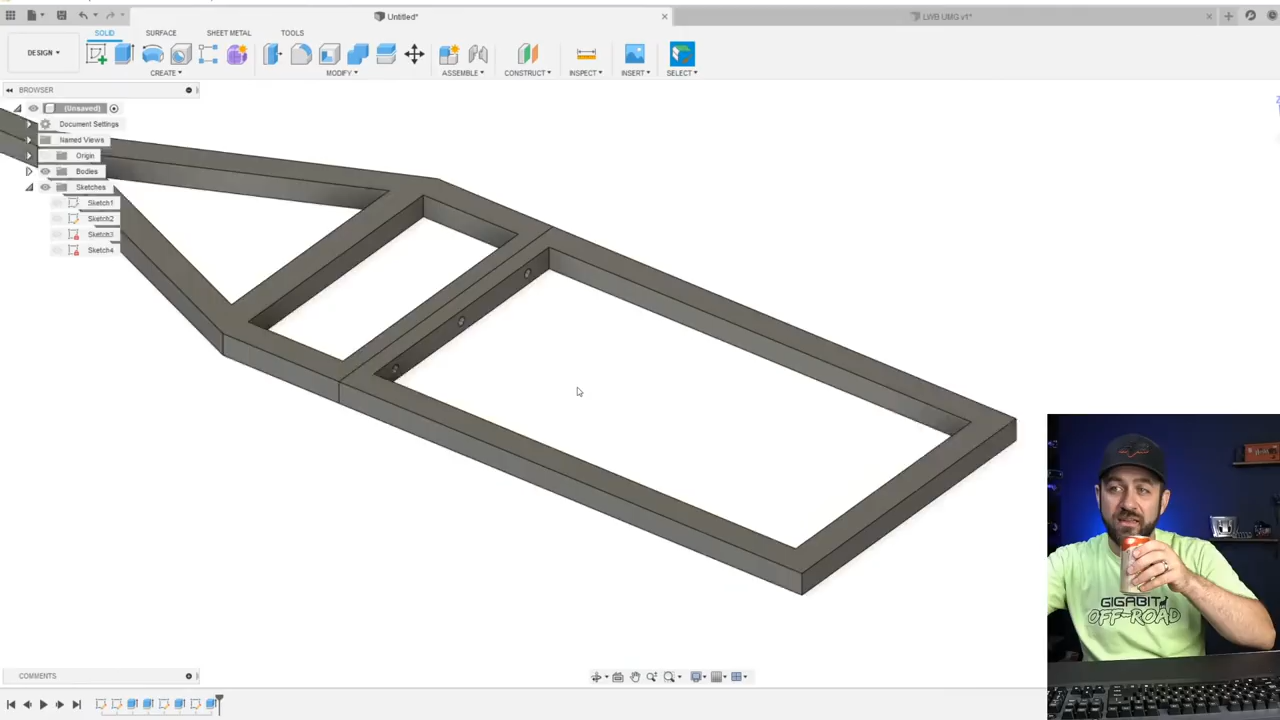 Untitled*
LWB UMG v1*
DESIGN
SOLID
SURFACE
SHEET METAL
TOOLS
CREATE
MODIFY
ASSEMBLE
CONSTRUCT
INSPECT
INSERT
SELECT
BROWSER
(Unsaved)
Document Settings
Named Views
Origin
Bodies
Sketches
Sketch1
Sketch2
Sketch3
Sketch4
Z
GIGABIT
OFF-ROAD
COMMENTS